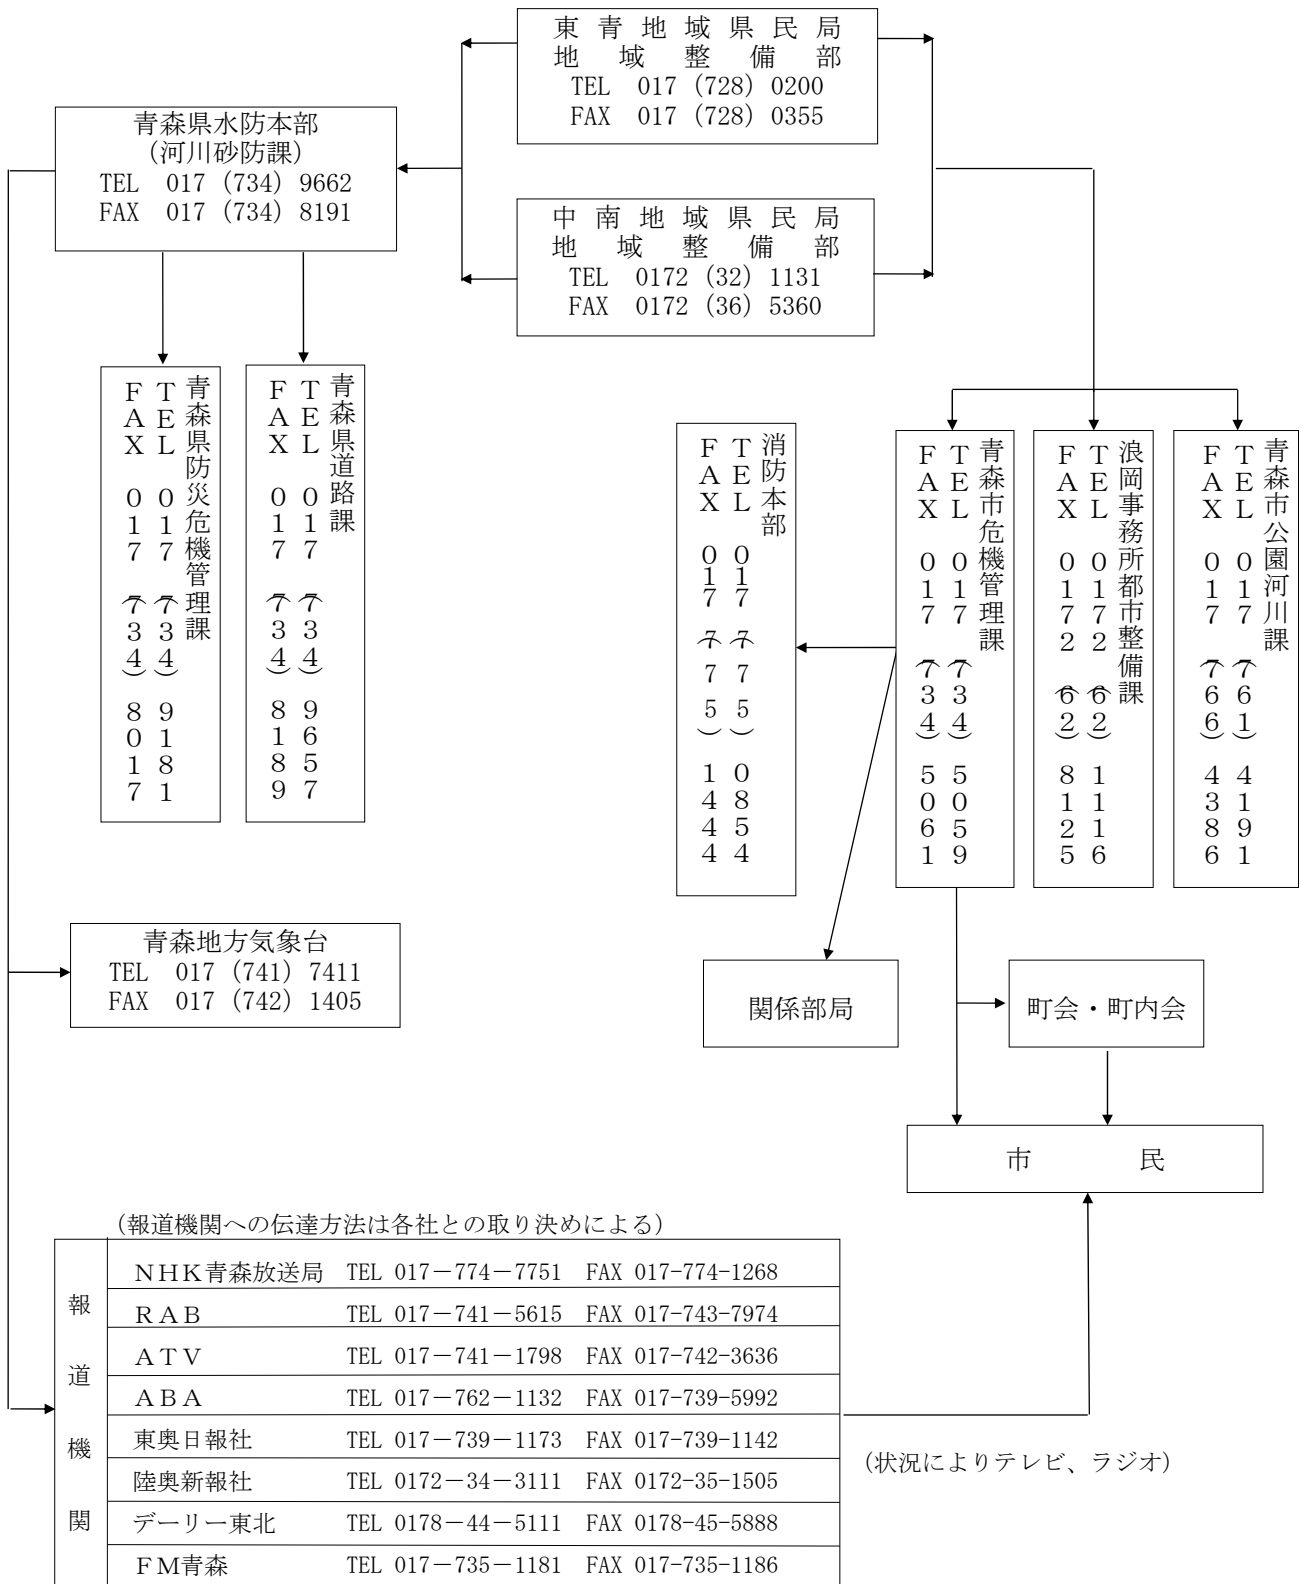 東青地域県民局
地域整備部
TEL 017 (728) 0200
FAX 017 (728) 0355
青森県水防本部
(河川砂防課)
TEL 017 (734) 9662
FAX 017 (734) 8191
中南地域県民局
地域整備部
TEL 0172 (32) 1131
FAX 0172 (36) 5360
青森県防災危機管理課
TEL 017 (734) 9181
FAX 017 (734) 8017
青森県道路課
TEL 017 (734) 9657
FAX 017 (734) 8189
消防本部
TEL 017 (775) 0854
FAX 017 (775) 1444
青森市危機管理課
TEL 017 (734) 5059
FAX 017 (734) 5061
浪岡事務所都市整備課
TEL 0172 (62) 1116
FAX 0172 (62) 8125
青森市公園河川課
TEL 017 (761) 4191
FAX 017 (766) 4386
青森地方気象台
TEL 017 (741) 7411
FAX 017 (742) 1405
関係部局
町会・町内会
市 民
(報道機関への伝達方法は各社との取り決めによる)
報道機関
NHK青森放送局 TEL 017-774-7751 FAX 017-774-1268
RAB TEL 017-741-5615 FAX 017-743-7974
ATV TEL 017-741-1798 FAX 017-742-3636
ABA TEL 017-762-1132 FAX 017-739-5992
東奥日報社 TEL 017-739-1173 FAX 017-739-1142
陸奥新報社 TEL 0172-34-3111 FAX 0172-35-1505
デーリー東北 TEL 0178-44-5111 FAX 0178-45-5888
FM青森 TEL 017-735-1181 FAX 017-735-1186
(状況によりテレビ、ラジオ)